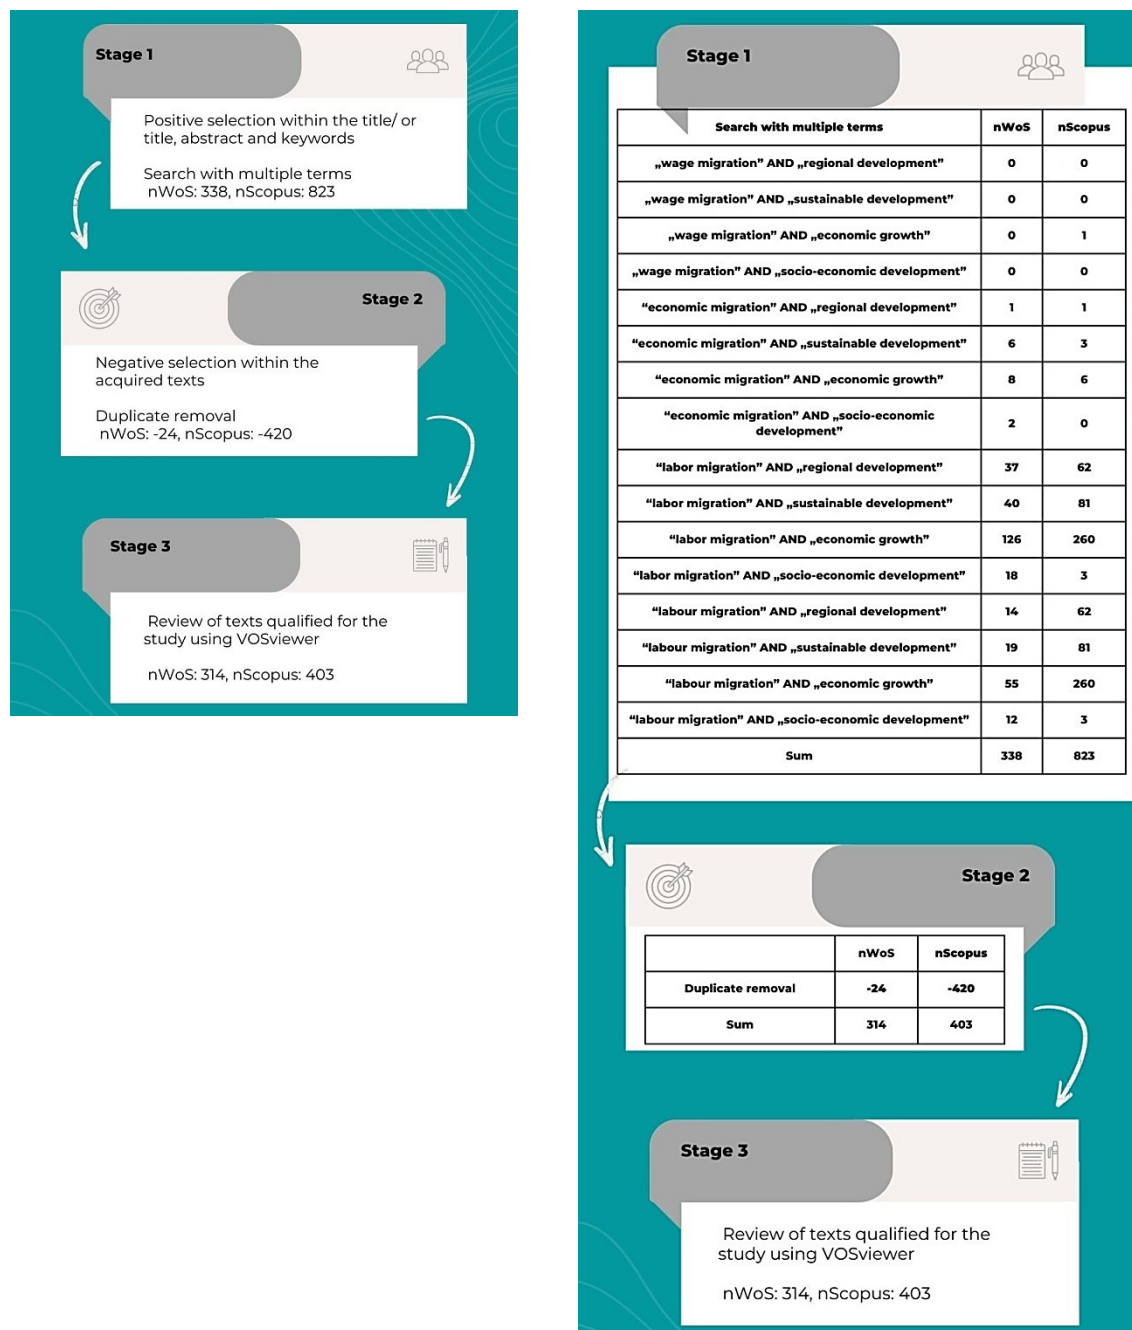 Stage 1
Positive selection within the title/ or
title, abstract and keywords
Search with multiple terms
nWoS: 338, nScopus: 823
Stage 2
Negative selection within the
acquired texts
Duplicate removal
nWoS: -24, nScopus: -420
Stage 3
Review of texts qualified for the
study using VOSviewer
nWoS: 314, nScopus: 403
Stage 1
Search with multiple terms nWoS nScopus
„wage migration” AND „regional development” 0 0
„wage migration” AND „sustainable development” 0 0
„wage migration” AND „economic growth” 0 1
„wage migration” AND „socio-economic development” 0 0
“economic migration” AND „regional development” 1 1
“economic migration” AND „sustainable development” 6 3
“economic migration” AND „economic growth” 8 6
“economic migration” AND „socio-economic
development” 2 0
“labor migration” AND „regional development” 37 62
“labor migration” AND „sustainable development” 40 81
“labor migration” AND „economic growth” 126 260
“labor migration” AND „socio-economic development” 18 3
“labour migration” AND „regional development” 14 62
“labour migration” AND „sustainable development” 19 81
“labour migration” AND „economic growth” 55 260
“labour migration” AND „socio-economic development” 12 3
Sum 338 823
Stage 2
nWoS nScopus
Duplicate removal -24 -420
Sum 314 403
Stage 3
Review of texts qualified for the
study using VOSviewer
nWoS: 314, nScopus: 403